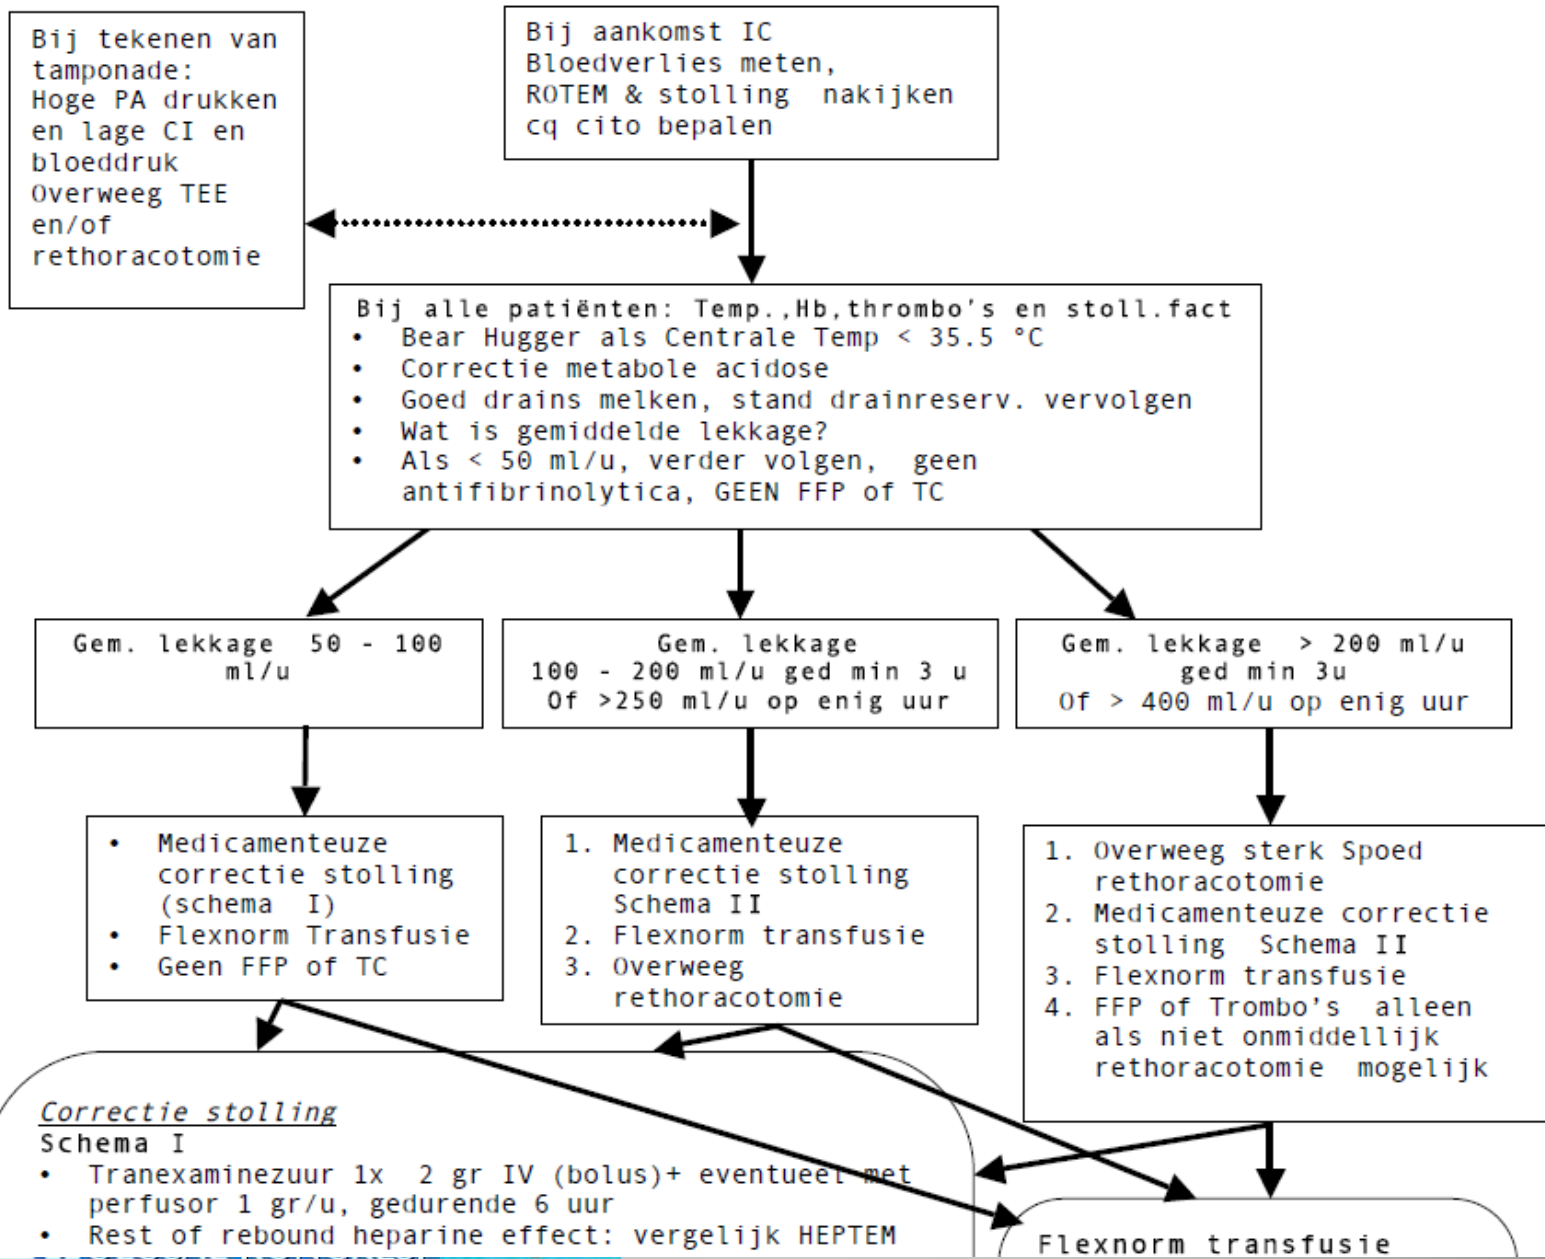 Bij tekenen van
tamponade:
Hoge PA drukken
en lage CI en
bloeddruk
Overweeg TEE
en/of
rethoracotomie
Bij aankomst IC
Bloedverlies meten,
ROTEM & stolling nakijken
cq cito bepalen
Bij alle patiënten: Temp.,Hb,thrombo's en stoll.fact
• Bear Hugger als Centrale Temp < 35.5 °C
• Correctie metabole acidose
• Goed drains melken, stand drainreserv. vervolgen
• Wat is gemiddelde lekkage?
• Als < 50 ml/u, verder volgen, geen
antifibrinolytica, GEEN FFP of TC
Gem. lekkage 50 - 100
ml/u
Gem. lekkage
100 - 200 ml/u ged min 3 u
Of >250 ml/u op enig uur
Gem. lekkage > 200 ml/u
ged min 3u
Of > 400 ml/u op enig uur
• Medicamenteuze
correctie stolling
(schema I)
• Flexnorm Transfusie
• Geen FFP of TC
1. Medicamenteuze
correctie stolling
Schema II
2. Flexnorm transfusie
3. Overweeg
rethoracotomie
1. Overweeg sterk Spoed
rethoracotomie
2. Medicamenteuze correctie
stolling Schema II
3. Flexnorm transfusie
4. FFP of Trombo's alleen
als niet onmiddellijk
rethoracotomie mogelijk
Correctie stolling
Schema I
• Tranexaminezuur 1x 2 gr IV (bolus)+ eventueel met
perfusor 1 gr/u, gedurende 6 uur
• Rest of rebound heparine effect: vergelijk HEPTEM
Flexnorm transfusie